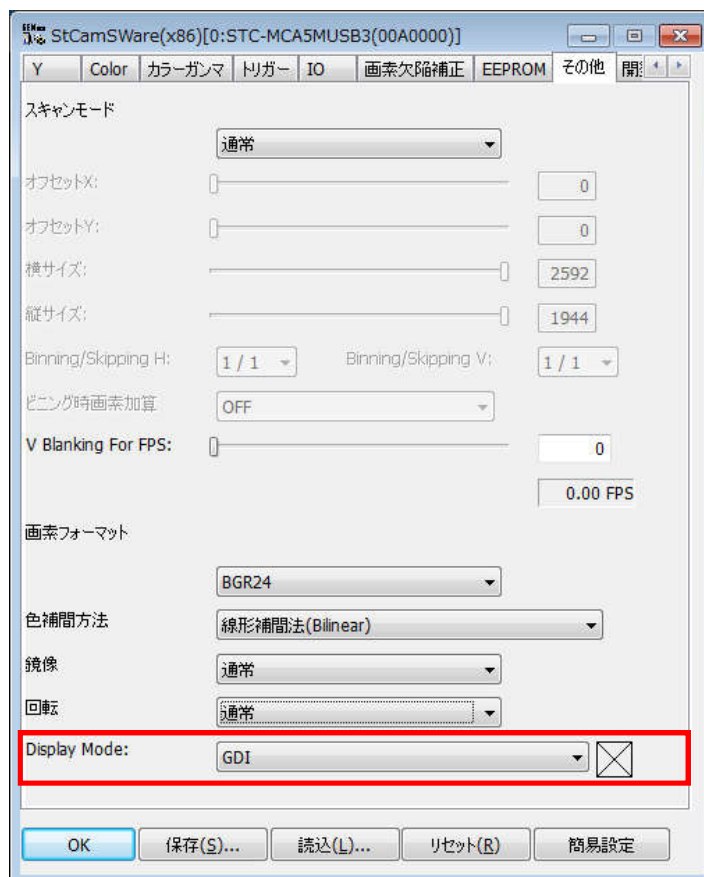 StCamSWare(x86)[0:STC-MCA5MUSB3(00A0000)]
Y Color カラーガンマ トリガー IO 画素欠陥補正 EEPROM その他
スキャンモード
通常
オフセットX: 0
オフセットY: 0
横サイズ: 2592
縦サイズ: 1944
Binning/Skipping H: 1 / 1 Binning/Skipping V: 1 / 1
ビニング時画素加算 OFF
V Blanking For FPS: 0
0.00 FPS
画素フォーマット
BGR24
色補間方法 線形補間法(Bilinear)
鏡像 通常
回転 通常
Display Mode: GDI
OK 保存(S)... 読込(L)... リセット(R) 簡易設定